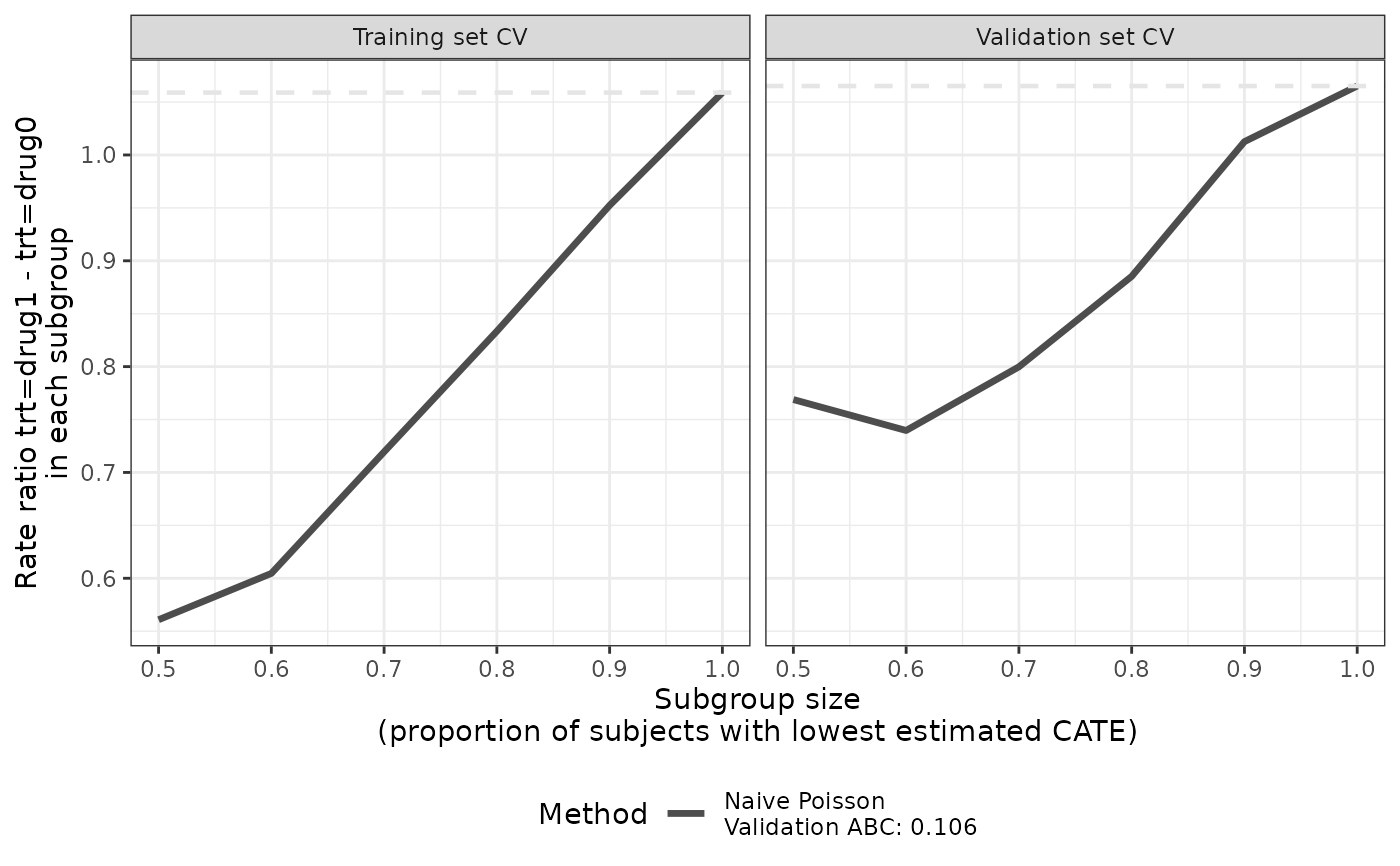 Training set CV
Validation set CV
Rate ratio trt=drug1 - trt=drug0
in each subgroup
1.0
0.9
0.8
0.7
0.6
0.5 0.6 0.7 0.8 0.9 1.0
0.5 0.6 0.7 0.8 0.9 1.0
Subgroup size
(proportion of subjects with lowest estimated CATE)
Method
Naive Poisson
Validation ABC: 0.106